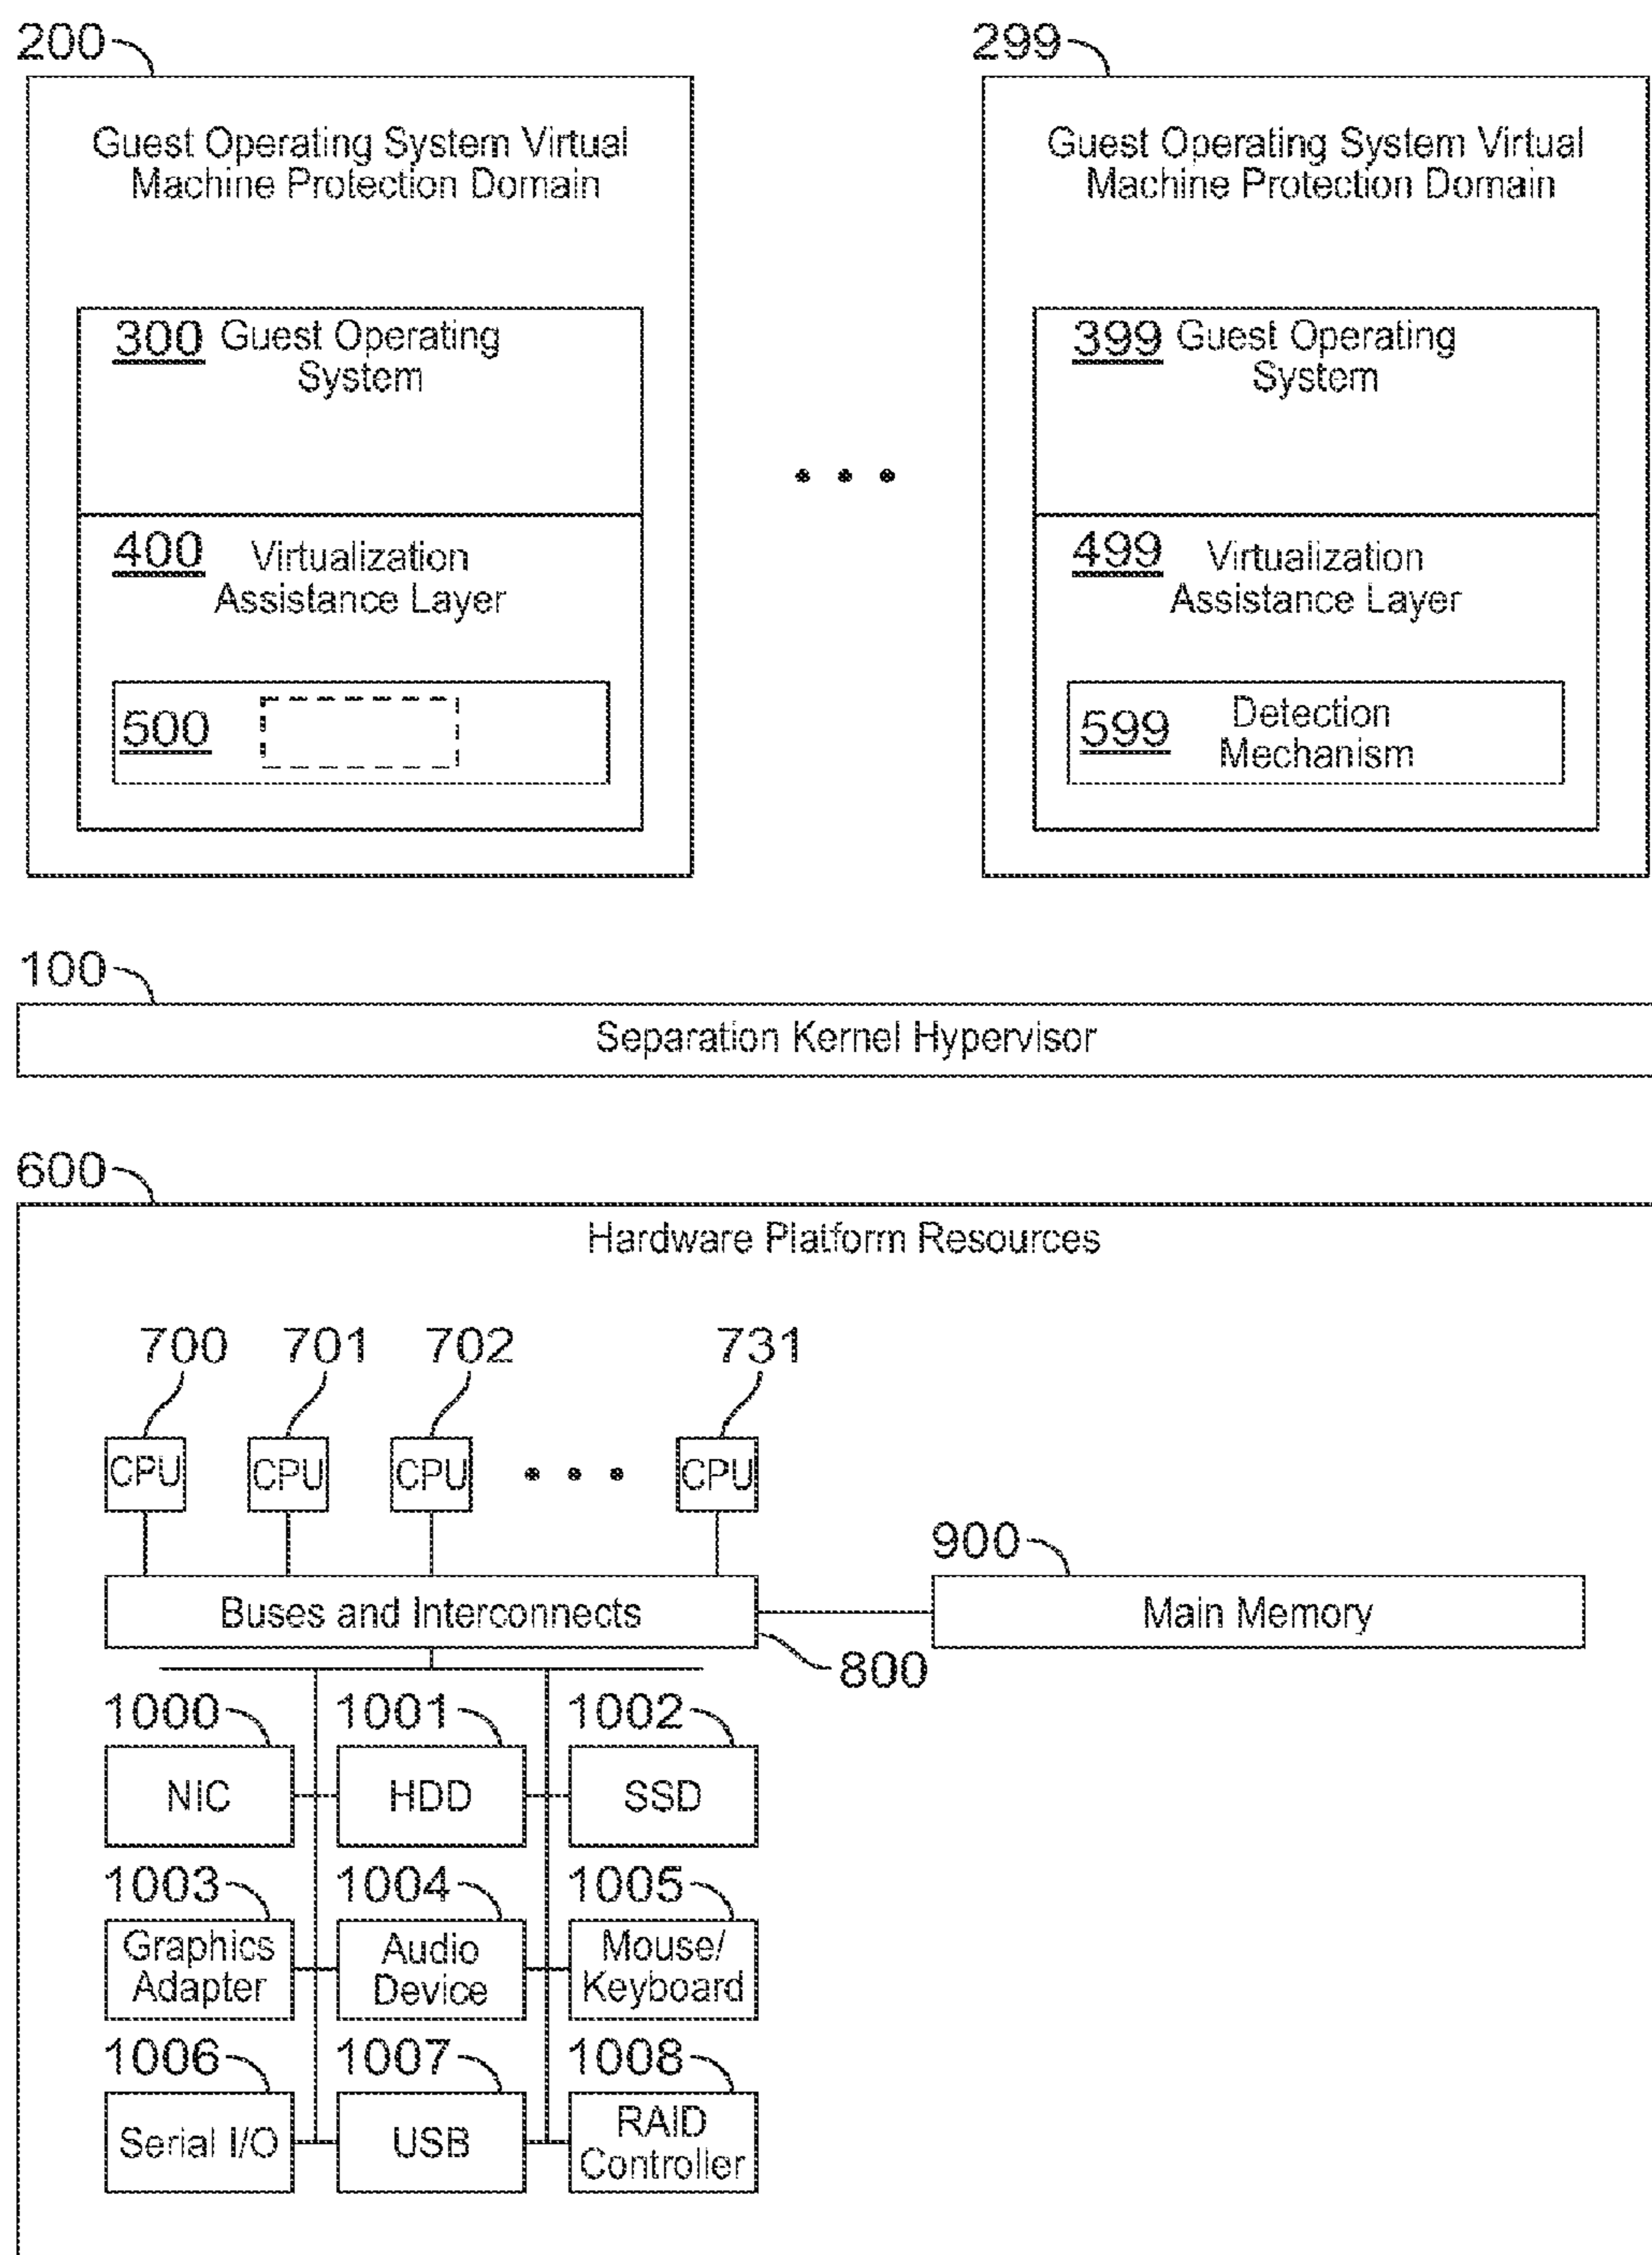 200
299
Guest Operating System Virtual
Machine Protection Domain
Guest Operating System Virtual
Machine Protection Domain
300 Guest Operating
System
399 Guest Operating
System
400 Virtualization
Assistance Layer
499 Virtualization
Assistance Layer
500
599 Detection
Mechanism
100
Separation Kernel Hypervisor
600
Hardware Platform Resources
700 701 702 731
CPU CPU CPU CPU
900
Buses and Interconnects
Main Memory
800
1000 1001 1002
NIC HDD SSD
1003 1004 1005
Graphics
Adapter
Audio
Device
Mouse/
Keyboard
1006 1007 1008
Serial I/O
USB
RAID
Controller